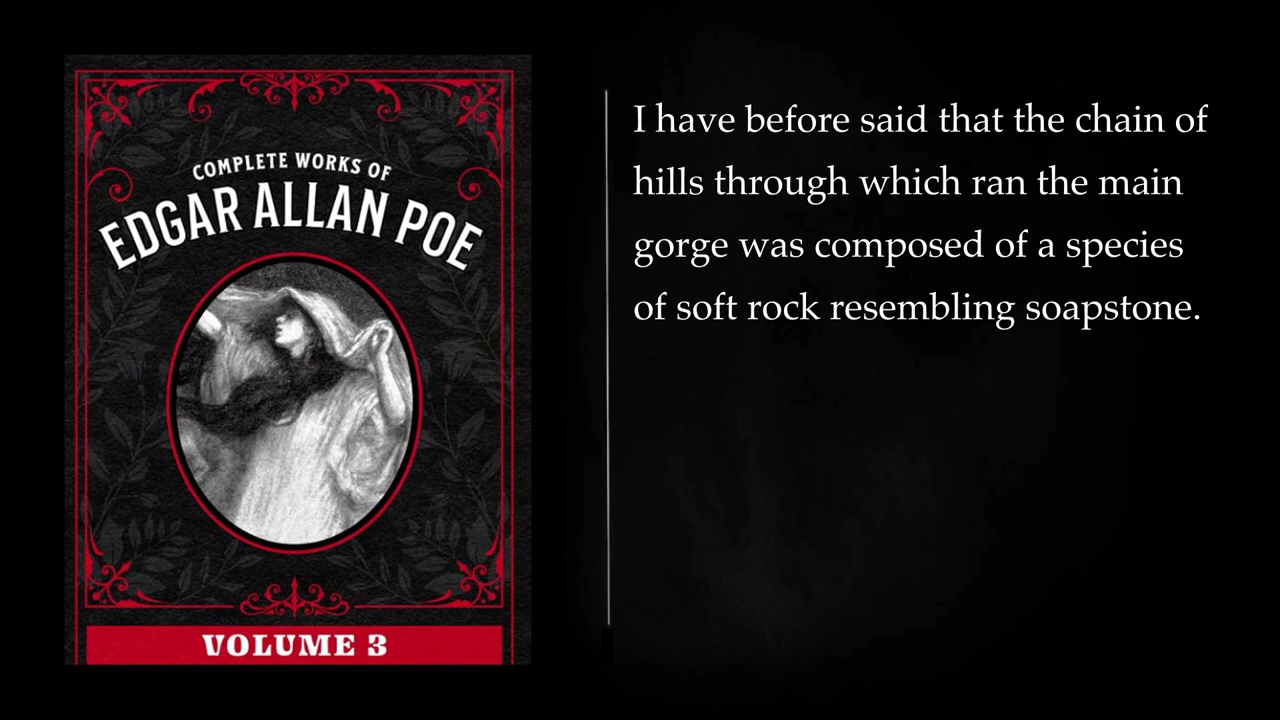 COMPLETE WORKS OF
EDGAR ALLAN POE
VOLUME 3
I have before said that the chain of
hills through which ran the main
gorge was composed of a species
of soft rock resembling soapstone.